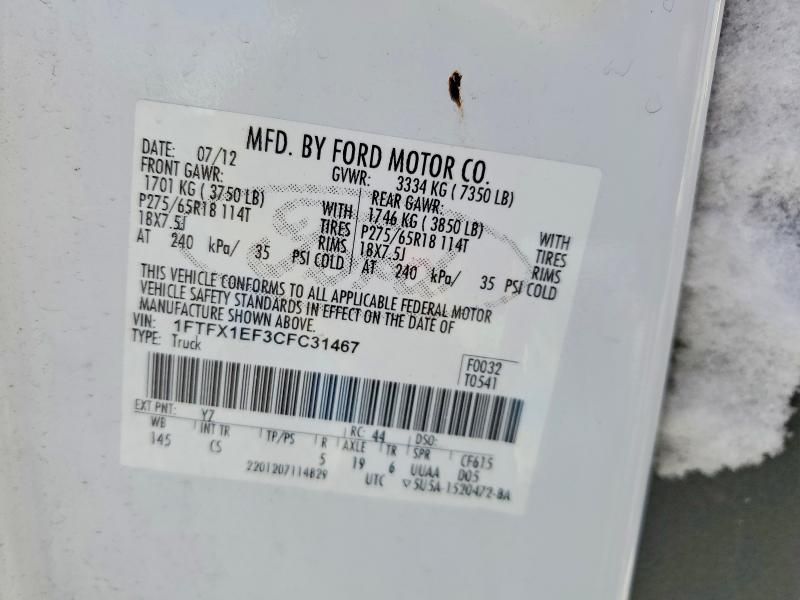 MFD. BY FORD MOTOR CO.
DATE: 07/12 GVWR: 3334 KG ( 7350 LB)
FRONT GAWR: REAR GAWR:
1701 KG ( 3750 LB) WITH 1746 KG ( 3850 LB) WITH
P275/65R18 114T TIRES P275/65R18 114T TIRES
18X7.5J RIMS 18X7.5J RIMS
AT 240 kPa/ 35 PSI COLD AT 240 kPa/ 35 PSI COLD
THIS VEHICLE CONFORMS TO ALL APPLICABLE FEDERAL MOTOR
VEHICLE SAFETY STANDARDS IN EFFECT ON THE DATE OF
MANUFACTURE SHOWN ABOVE.
VIN: 1FTFX1EF3CFC31467
TYPE: Truck
F0032
T0541
EXT PNT: YZ RC: 44 DSO:
WB INT TR TP/PS R AXLE TR SPR CF615
145 CS 5 19 6 UUAA D05
2201207114829 UTC ▽5U5A-1520472-BA